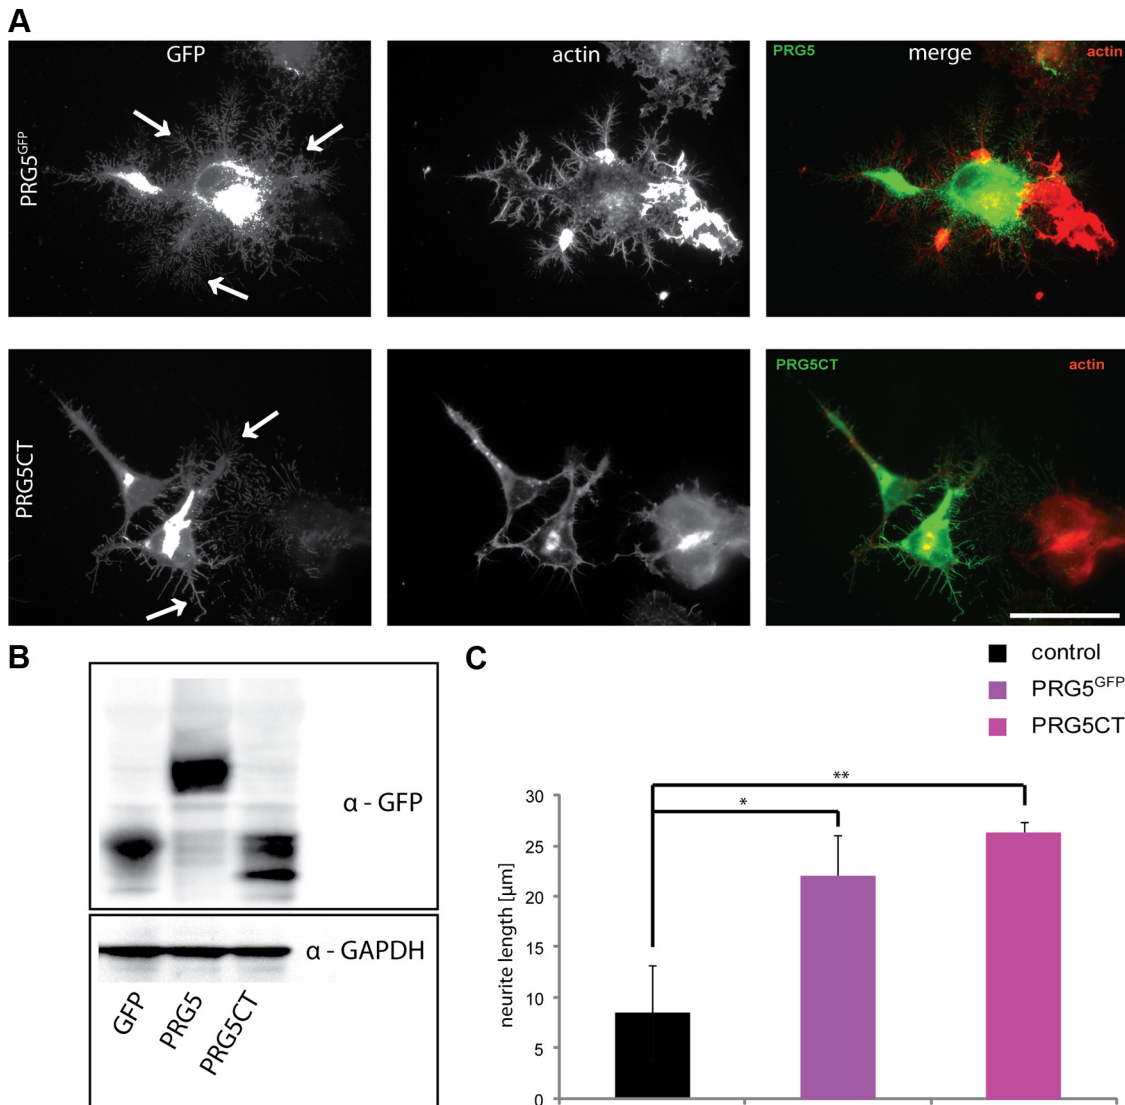 A
GFP
actin
PRG5 merge actin
PRG5GFP
PRG5CT actin
PRG5CT
B
α - GFP
α - GAPDH
GFP PRG5 PRG5CT
C
control
PRG5GFP
PRG5CT
**
*
30
25
20
15
10
5
0
neurite length [µm]